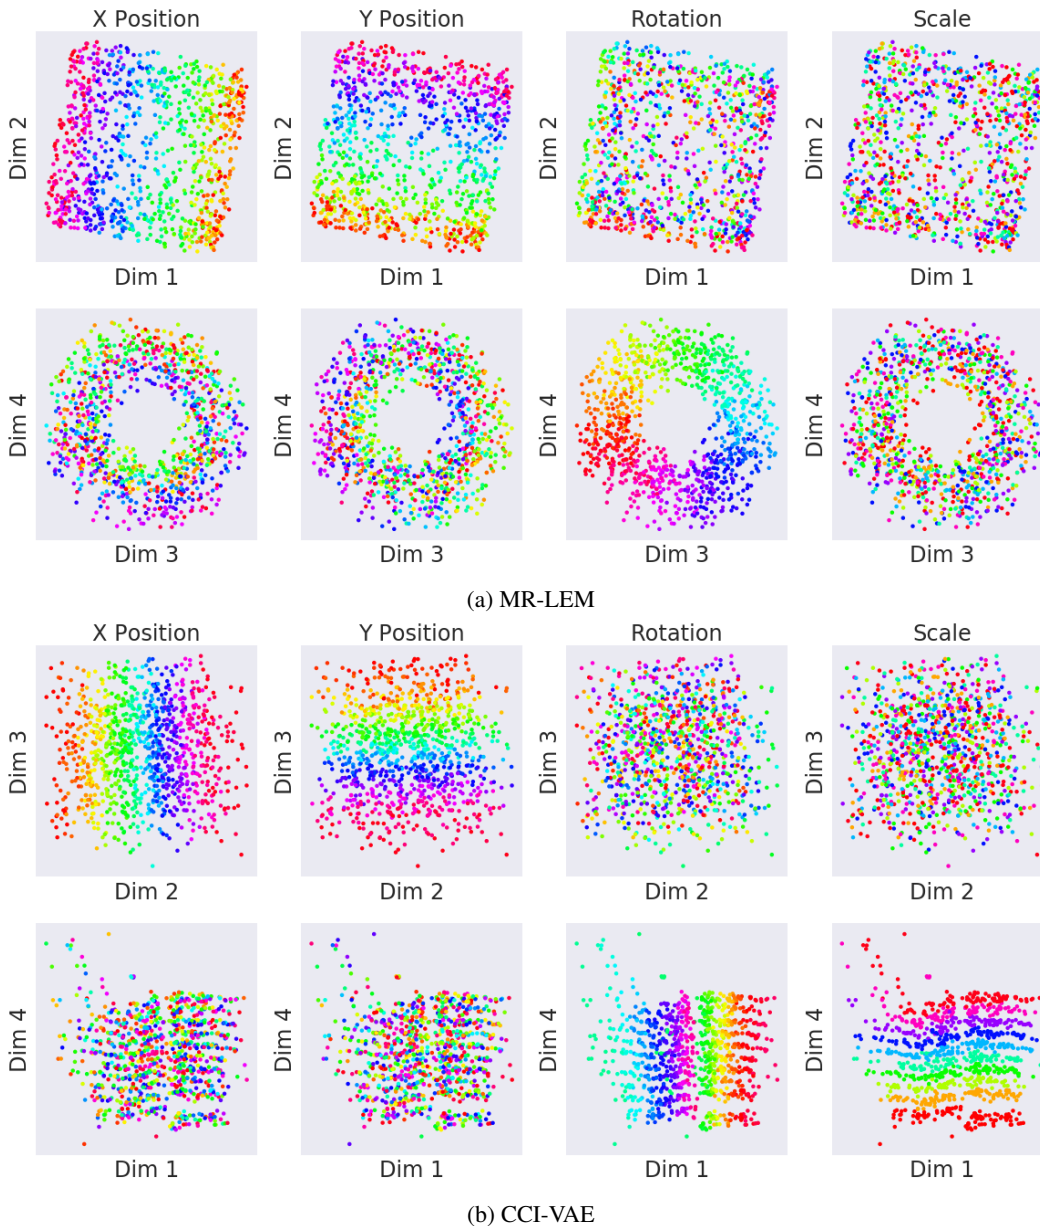 X Position Y Position Rotation Scale
Dim 2 Dim 2 Dim 2 Dim 2
Dim 1 Dim 1 Dim 1 Dim 1
Dim 4 Dim 4 Dim 4 Dim 4
Dim 3 Dim 3 Dim 3 Dim 3
(a) MR-LEM
X Position Y Position Rotation Scale
Dim 3 Dim 3 Dim 3 Dim 3
Dim 2 Dim 2 Dim 2 Dim 2
Dim 4 Dim 4 Dim 4 Dim 4
Dim 1 Dim 1 Dim 1 Dim 1
(b) CCI-VAE